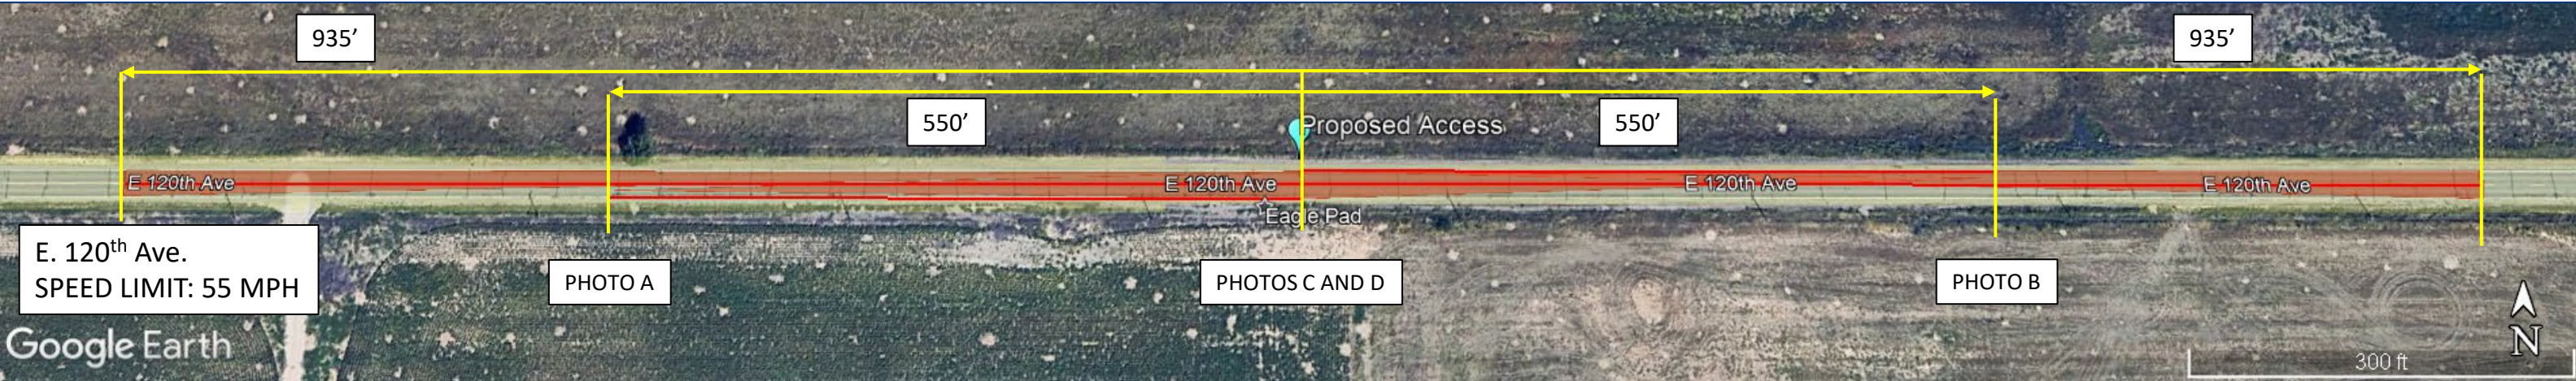 935’
935’
550’
550’
Proposed Access
E 120th Ave
E 120th Ave
E 120th Ave
E 120th Ave
Eagle Pad
E. 120th Ave.
SPEED LIMIT: 55 MPH
PHOTO A
PHOTOS C AND D
PHOTO B
Google Earth
N
300 ft